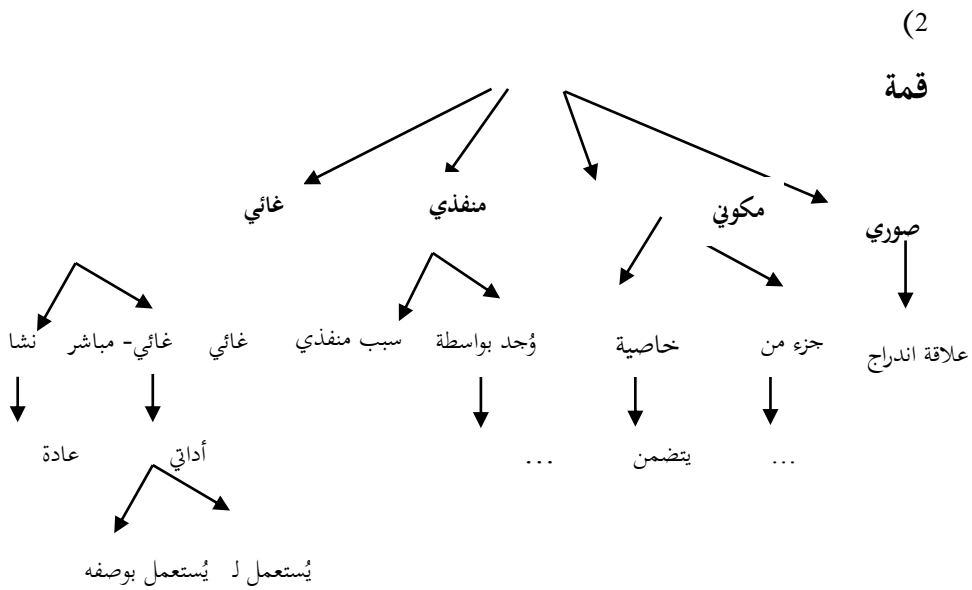 2)
قمة
صوري مكوني منفذي غائي
علاقة اندراج جزء من خاصية وُجد بواسطة سبب منفذي غائي غائي- مباشر نشا
... يتضمن ... أداتي عادة
يُستعمل لـ يُستعمل بوصفه